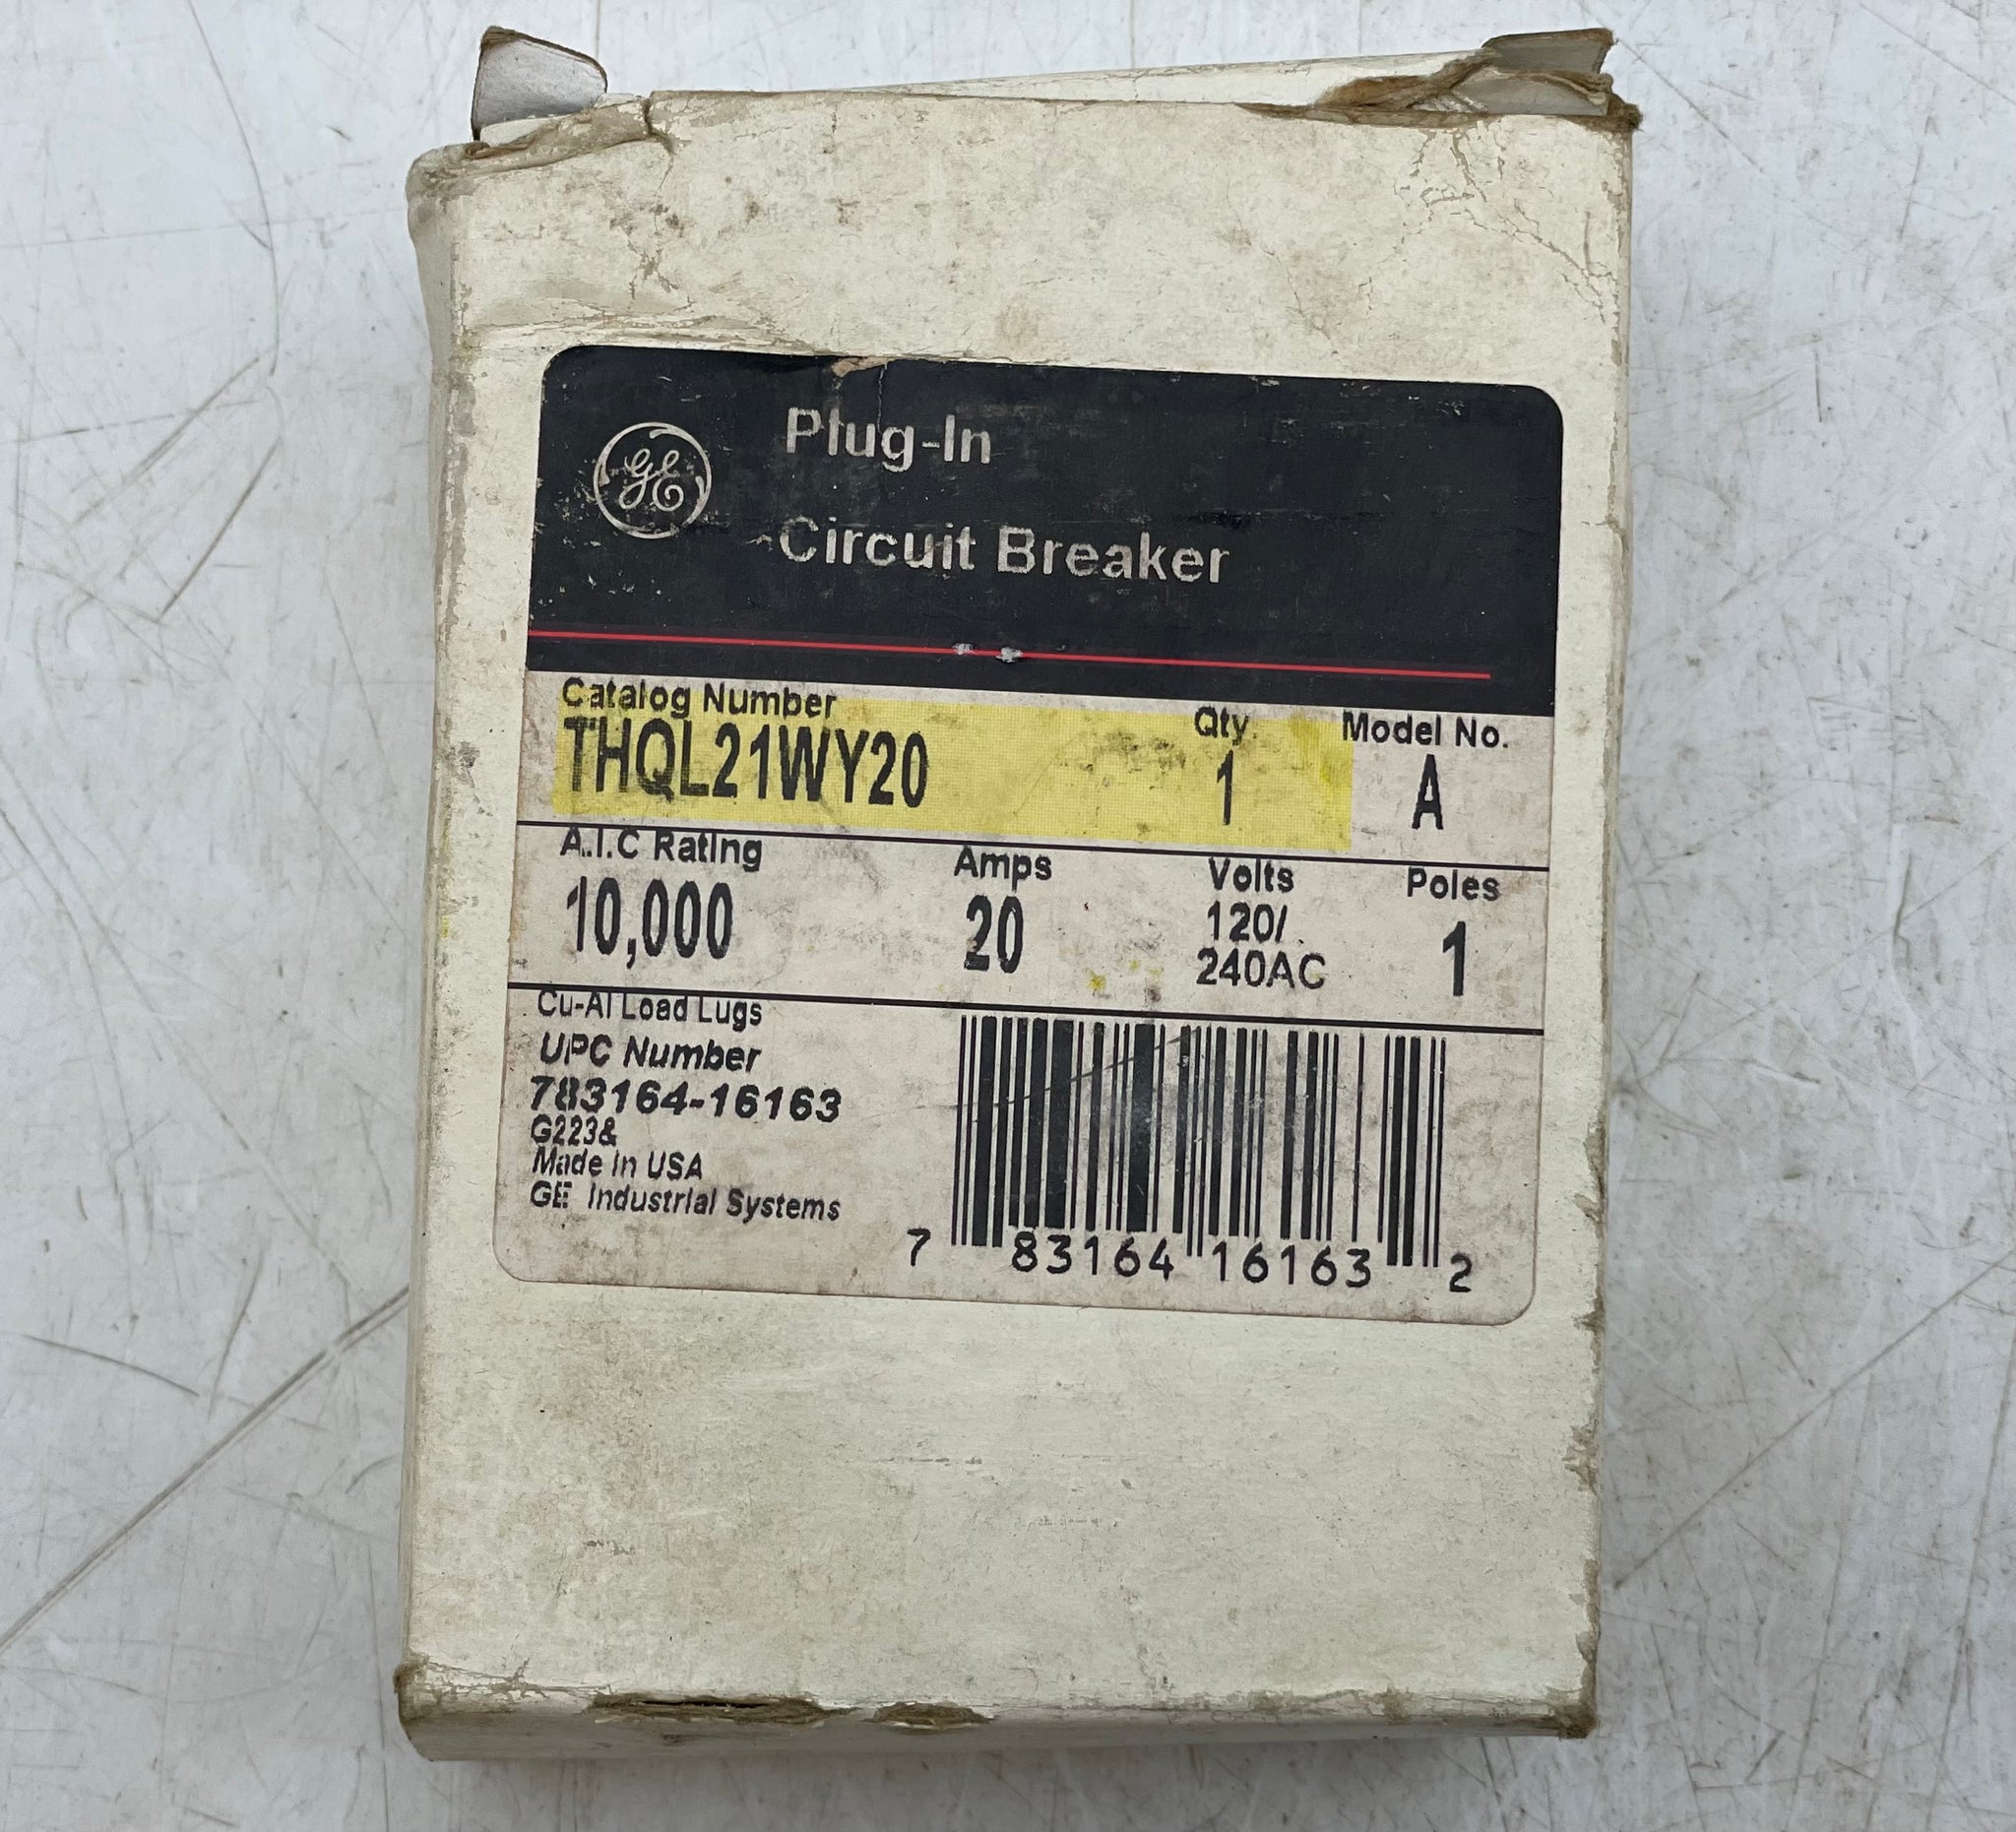 GE
Plug-In
Circuit Breaker
Catalog Number Qty. Model No.
THQL21WY20 1 A
A.I.C Rating Amps Volts Poles
10,000 20 120/ 240AC 1
Cu-Al Load Lugs
UPC Number
783164-16163
G223&
Made In USA
GE Industrial Systems
7 83164 16163 2